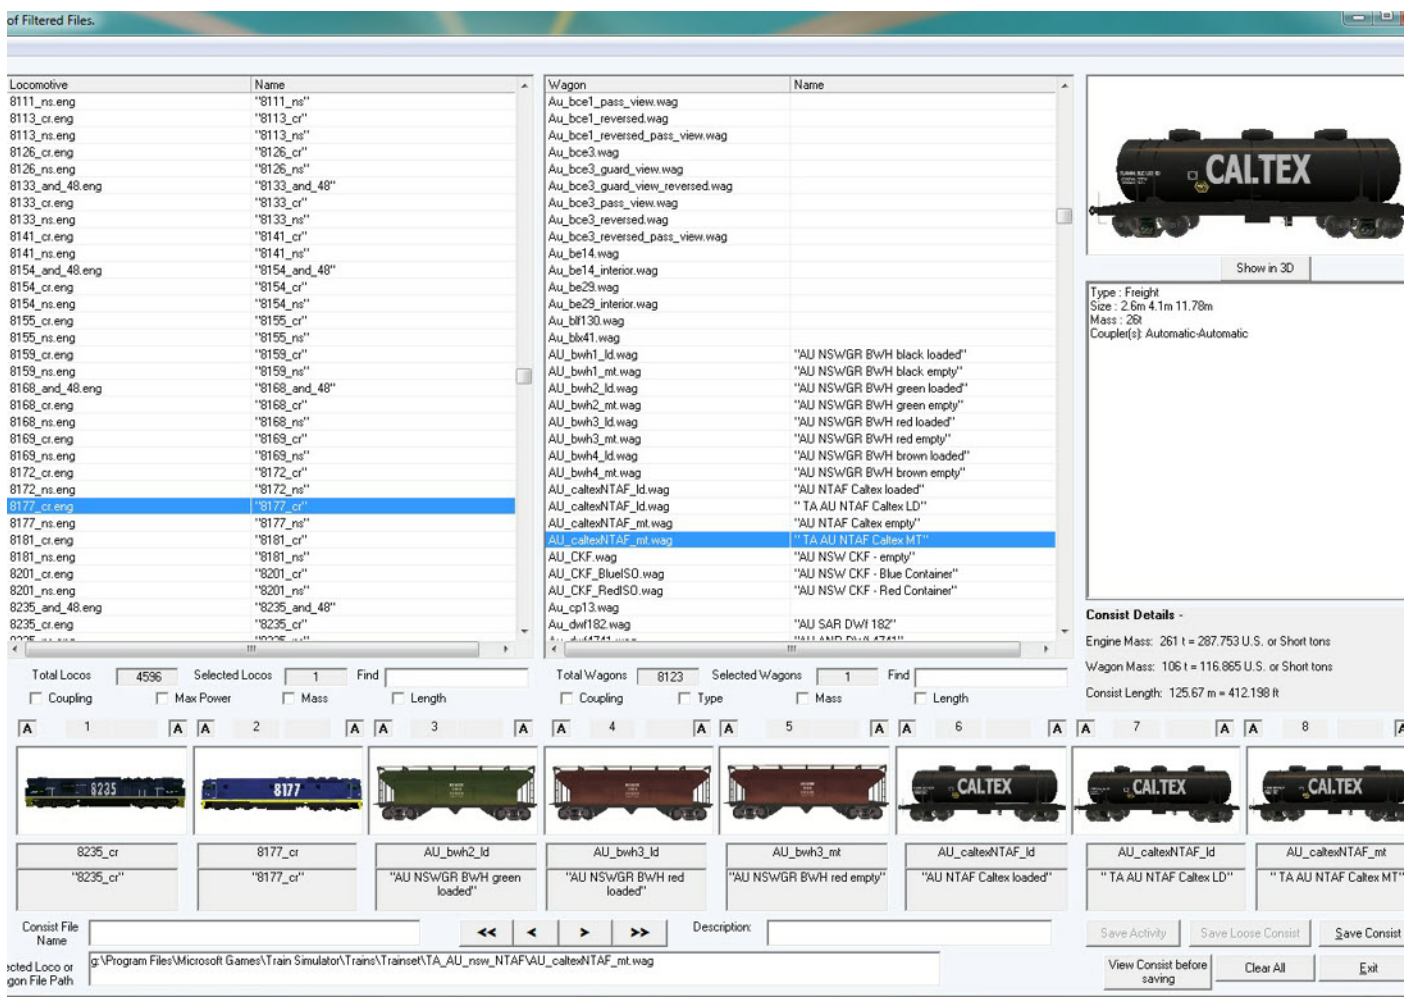 of Filtered Files.
Locomotive Name
8111_ns.eng "8111_ns"
8113_cr.eng "8113_cr"
8113_ns.eng "8113_ns"
8126_cr.eng "8126_cr"
8126_ns.eng "8126_ns"
8133_and_48.eng "8133_and_48"
8133_cr.eng "8133_cr"
8133_ns.eng "8133_ns"
8141_cr.eng "8141_cr"
8141_ns.eng "8141_ns"
8154_and_48.eng "8154_and_48"
8154_cr.eng "8154_cr"
8154_ns.eng "8154_ns"
8155_cr.eng "8155_cr"
8155_ns.eng "8155_ns"
8159_cr.eng "8159_cr"
8159_ns.eng "8159_ns"
8168_and_48.eng "8168_and_48"
8168_cr.eng "8168_cr"
8168_ns.eng "8168_ns"
8169_cr.eng "8169_cr"
8169_ns.eng "8169_ns"
8172_cr.eng "8172_cr"
8172_ns.eng "8172_ns"
8177_cr.eng "8177_cr"
8177_ns.eng "8177_ns"
8181_cr.eng "8181_cr"
8181_ns.eng "8181_ns"
8201_cr.eng "8201_cr"
8201_ns.eng "8201_ns"
8235_and_48.eng "8235_and_48"
8235_cr.eng "8235_cr"
Wagon Name
Au_bce1_pass_view.wag
Au_bce1_reversed.wag
Au_bce1_reversed_pass_view.wag
Au_bce3.wag
Au_bce3_guard_view.wag
Au_bce3_guard_view_reversed.wag
Au_bce3_pass_view.wag
Au_bce3_reversed.wag
Au_bce3_reversed_pass_view.wag
Au_be14.wag
Au_be14_interior.wag
Au_be29.wag
Au_be29_interior.wag
Au_blf130.wag
Au_blx41.wag
AU_bwh1_ld.wag "AU NSWGR BWH black loaded"
AU_bwh1_mt.wag "AU NSWGR BWH black empty"
AU_bwh2_ld.wag "AU NSWGR BWH green loaded"
AU_bwh2_mt.wag "AU NSWGR BWH green empty"
AU_bwh3_ld.wag "AU NSWGR BWH red loaded"
AU_bwh3_mt.wag "AU NSWGR BWH red empty"
AU_bwh4_ld.wag "AU NSWGR BWH brown loaded"
AU_bwh4_mt.wag "AU NSWGR BWH brown empty"
AU_caltexNTAF_ld.wag "AU NTAF Caltex loaded"
AU_caltexNTAF_ld.wag " TA AU NTAF Caltex LD"
AU_caltexNTAF_mt.wag "AU NTAF Caltex empty"
AU_caltexNTAF_mt.wag " TA AU NTAF Caltex MT"
AU_CKF.wag "AU NSW CKF - empty"
AU_CKF_BlueISO.wag "AU NSW CKF - Blue Container"
AU_CKF_RedISO.wag "AU NSW CKF - Red Container"
Au_cp13.wag
Au_dwf182.wag "AU SAR DWf 182"
CALTEX
Show in 3D
Type : Freight
Size : 2.6m 4.1m 11.78m
Mass : 26t
Coupler(s): Automatic-Automatic
Consist Details -
Engine Mass: 261 t = 287.753 U.S. or Short tons
Wagon Mass: 106 t = 116.865 U.S. or Short tons
Consist Length: 125.67 m = 412.198 ft
Total Locos 4596 Selected Locos 1 Find
Coupling Max Power Mass Length
Total Wagons 8123 Selected Wagons 1 Find
Coupling Type Mass Length
A 1 A A 2 A A 3 A A 4 A A 5 A A 6 A A 7 A A 8 A
8235 8177 CALTEX CALTEX CALTEX
8235_cr 8177_cr AU_bwh2_ld AU_bwh3_ld AU_bwh3_mt AU_caltexNTAF_ld AU_caltexNTAF_ld AU_caltexNTAF_mt
"8235_cr" "8177_cr" "AU NSWGR BWH green loaded" "AU NSWGR BWH red loaded" "AU NSWGR BWH red empty" "AU NTAF Caltex loaded" " TA AU NTAF Caltex LD" " TA AU NTAF Caltex MT"
Consist File Name << < > >> Description: Save Activity Save Loose Consist Save Consist
ected Loco or gon File Path g:\Program Files\Microsoft Games\Train Simulator\Trains\Trainset\TA_AU_nsw_NTAF\AU_caltexNTAF_mt.wag
View Consist before saving Clear All Exit